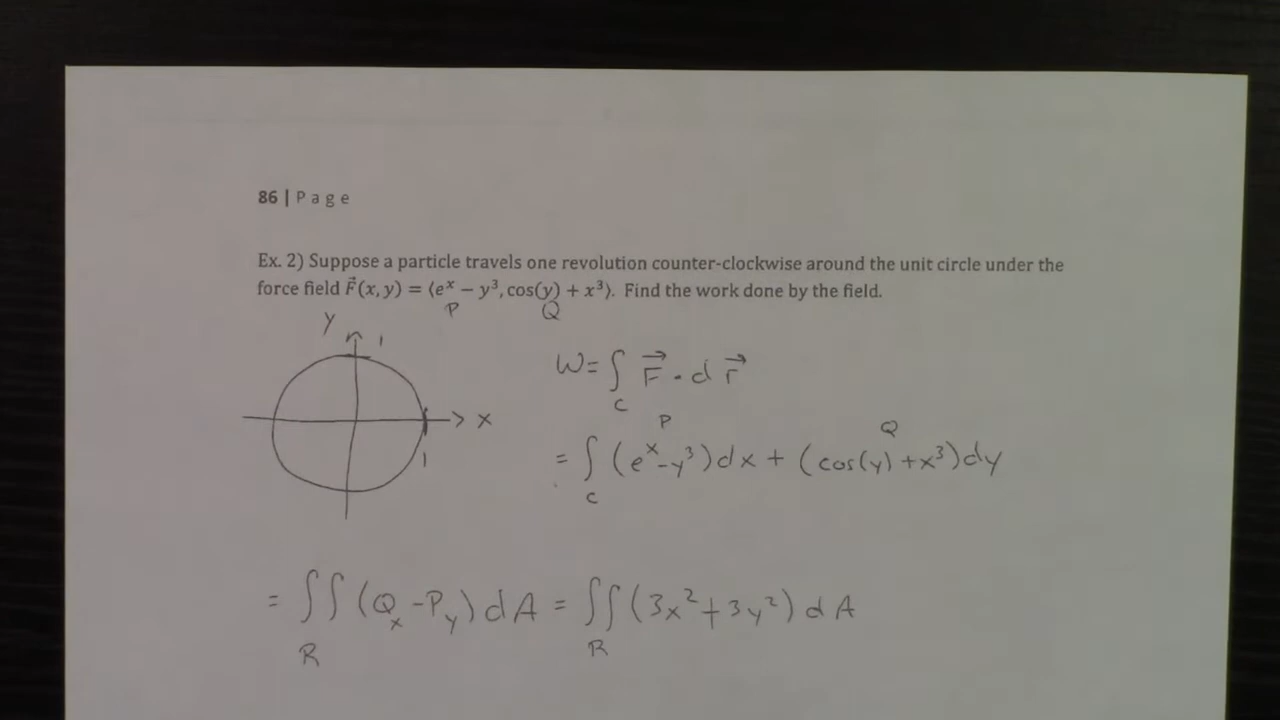 86 | P a g e
Ex. 2) Suppose a particle travels one revolution counter-clockwise around the unit circle under the
force field F⃗(x, y) = ⟨eˣ − y³, cos(y) + x³⟩. Find the work done by the field.
P Q
y 1
x
1
W = ∫_C F⃗ · d r⃗
P Q
= ∫_C (eˣ - y³) dx + (cos(y) + x³) dy
= ∬_R (Qₓ - P_y) dA = ∬_R (3x² + 3y²) dA